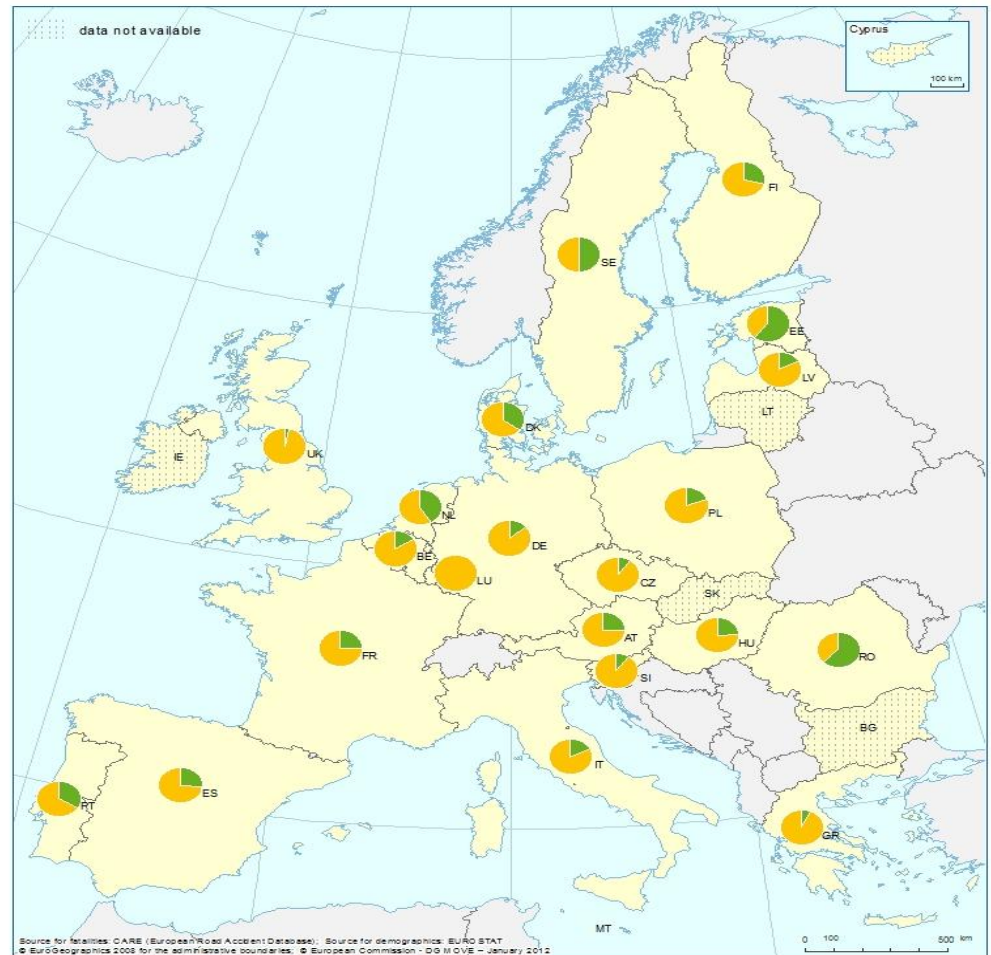 data not available
Cyprus
100 km
FI
SE
EE
LV
LT
DK
IE
UK
NL
PL
BE
DE
LU
CZ
SK
AT
HU
FR
SI
RO
BG
IT
ES
PT
GR
MT
Source for fatalities: CARE (European Road Accident Database); Source for demographics: EUROSTAT
© EuroGeographics 2008 for the administrative boundaries; © European Commission - DG MOVE – January 2012
0 100 500 km